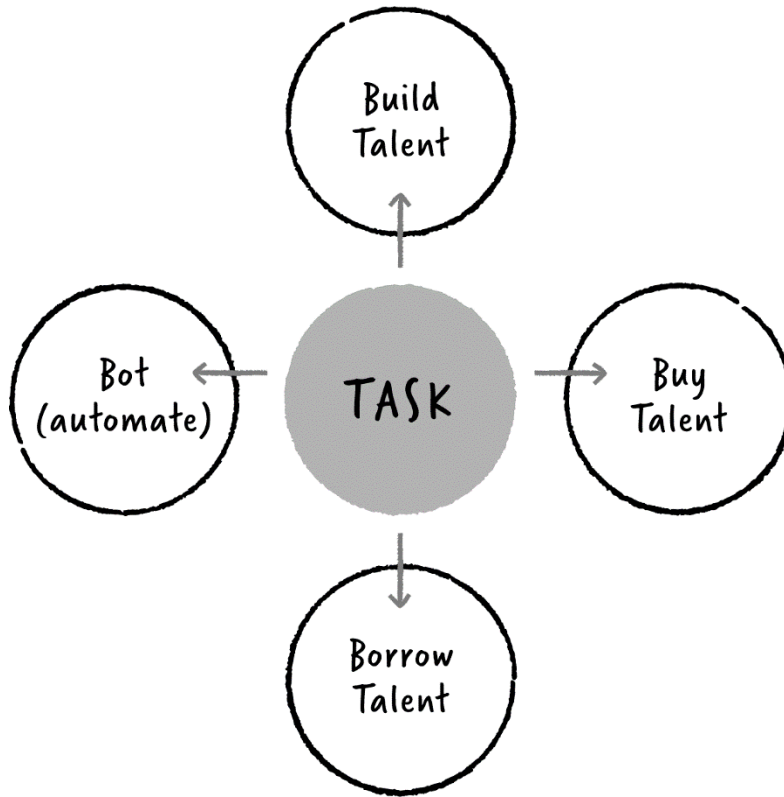 Build
Talent
Bot
(automate)
TASK
Buy
Talent
Borrow
Talent